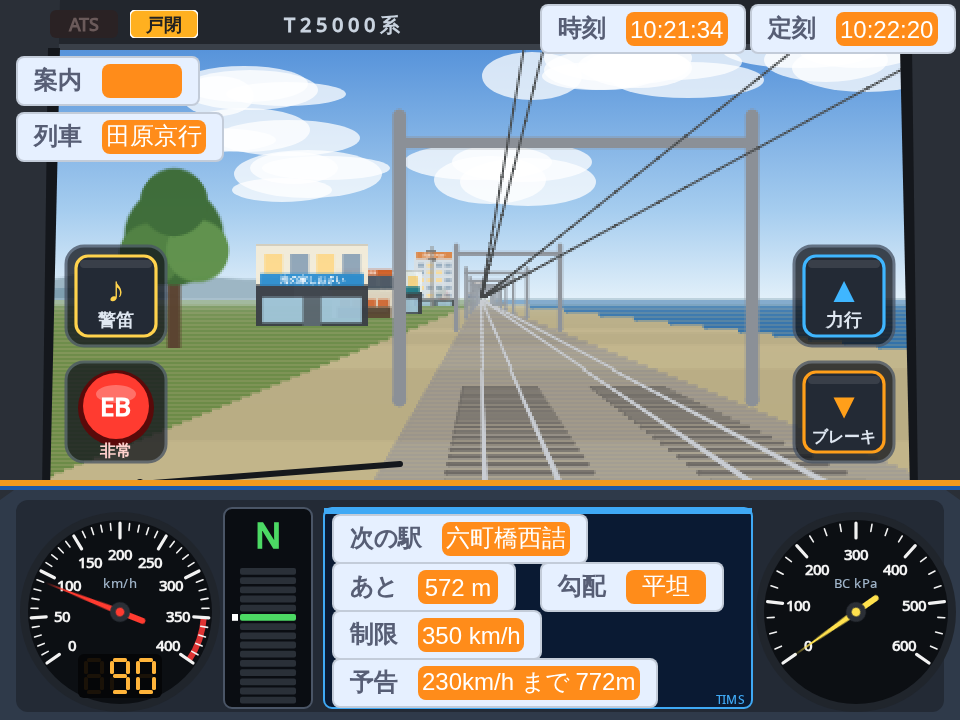 ATS
戸閉
T25000系
時刻 10:21:34
定刻 10:22:20
案内
列車 田原京行
♪
警笛
EB
非常
▲
力行
▼
ブレーキ
0 50 100 150 200 250 300 350 400
km/h
90
N
次の駅 六町橋西詰
あと 572 m
勾配 平坦
制限 350 km/h
予告 230km/h まで 772m
TIMS
0 100 200 300 400 500 600
BC kPa